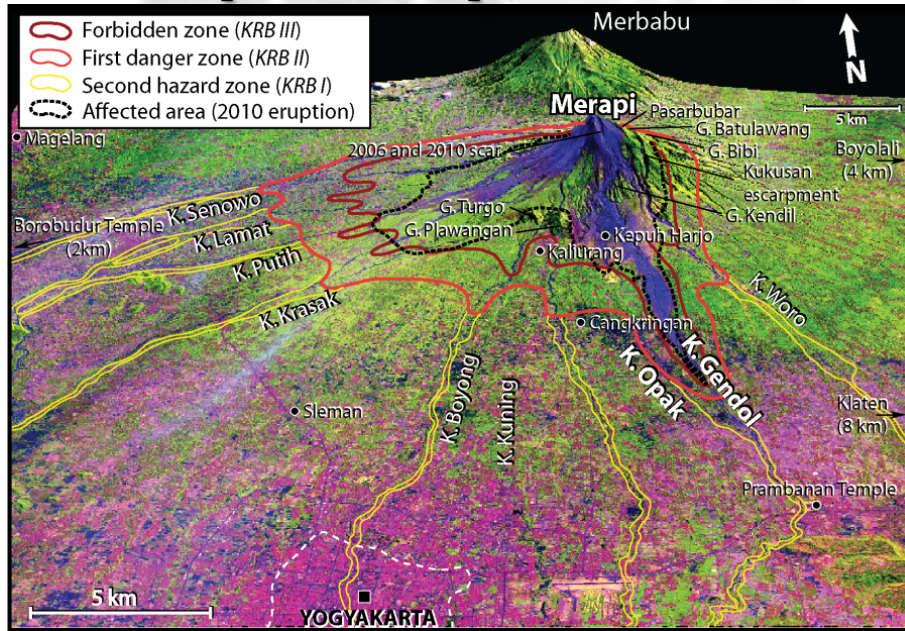 Forbidden zone (KRB III)
First danger zone (KRB II)
Second hazard zone (KRB I)
Affected area (2010 eruption)
Merbabu
N
5 km
Magelang
Merapi
Pasarbubar
G. Batulawang
G. Bibi
2006 and 2010 scar
Kukusan
escarpment
Boyolali
(4 km)
K. Senowo
G. Turgo
G. Kendil
Borobudur Temple
(2km)
K. Lamat
G. Plawangan
Kepuh Harjo
K. Putih
Kaliurang
K. Krasak
K. Woro
Cangkringan
K. Boyong
K. Kuning
K. Opak
K. Gendol
Sleman
Klaten
(8 km)
Prambanan Temple
5 km
YOGYAKARTA